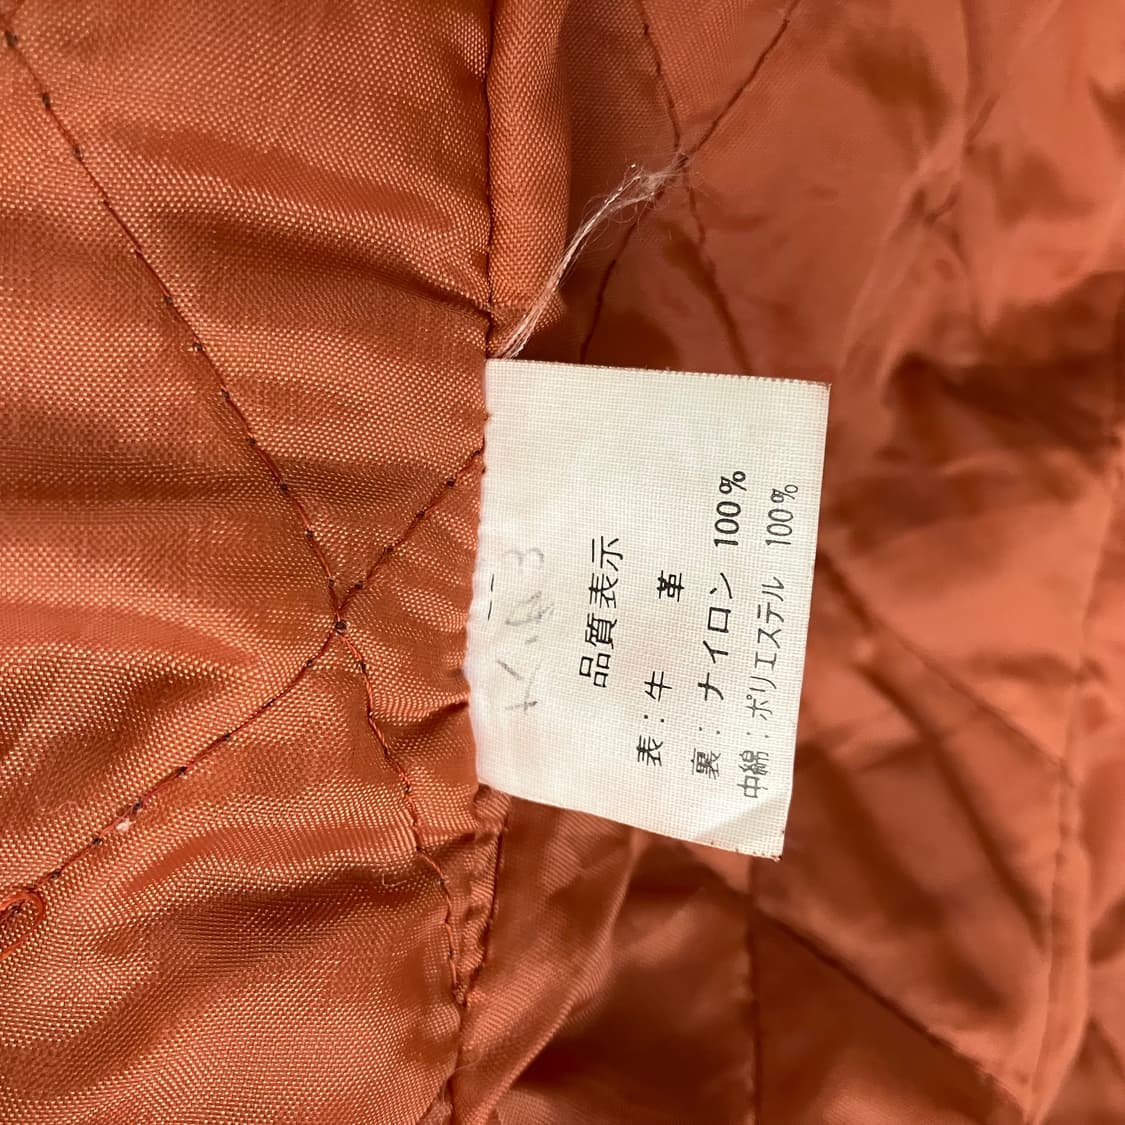 品質表示
表：牛　革
裏：ナイロン 100%
中綿：ポリエステル 100%